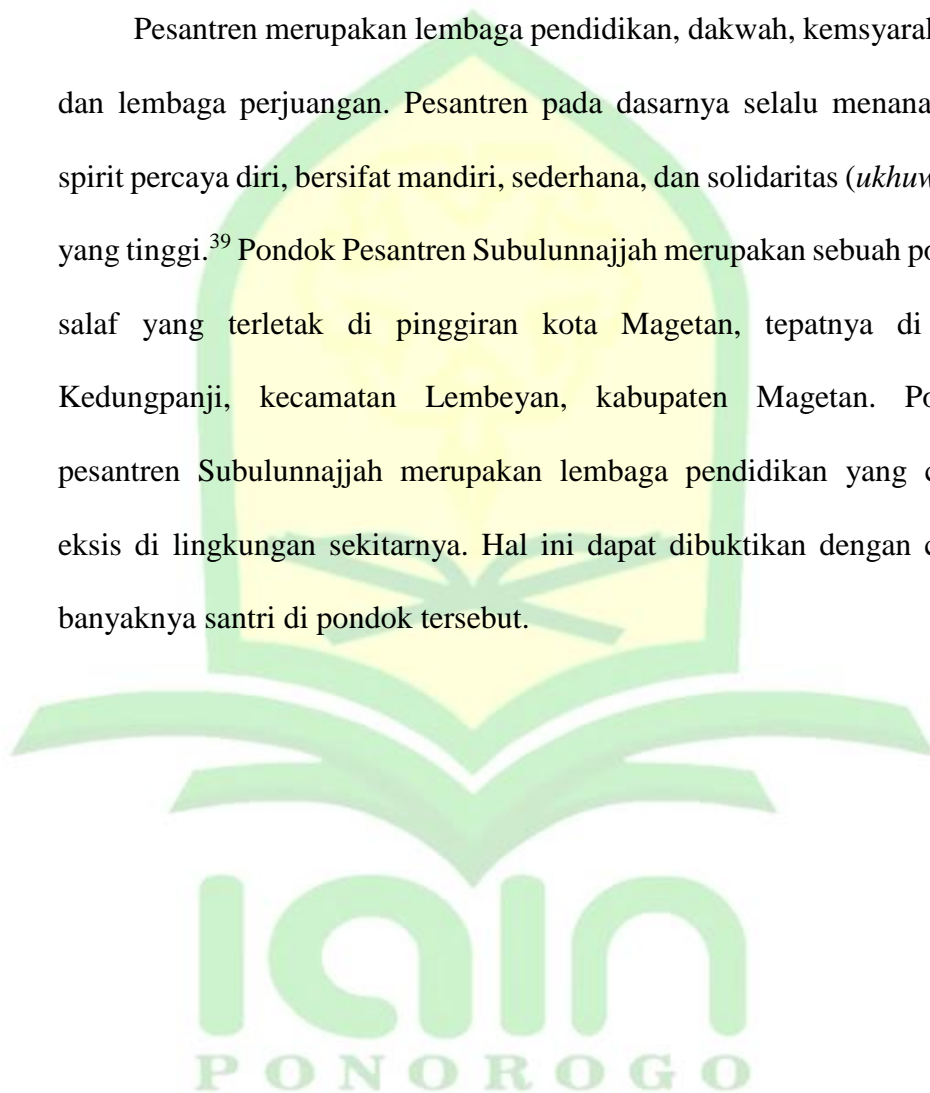 Pesantren merupakan lembaga pendidikan, dakwah, kemsyarak
dan lembaga perjuangan. Pesantren pada dasarnya selalu menana
spirit percaya diri, bersifat mandiri, sederhana, dan solidaritas (ukhuw
yang tinggi.39 Pondok Pesantren Subulunnajjah merupakan sebuah po
salaf yang terletak di pinggiran kota Magetan, tepatnya di
Kedungpanji, kecamatan Lembeyan, kabupaten Magetan. Po
pesantren Subulunnajjah merupakan lembaga pendidikan yang c
eksis di lingkungan sekitarnya. Hal ini dapat dibuktikan dengan c
banyaknya santri di pondok tersebut.
iain
PONOROGO